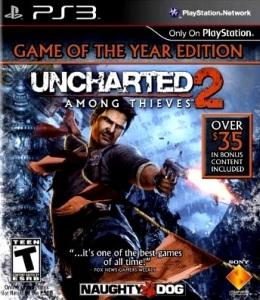 PS3
PlayStation®Network
Only On PlayStation®
GAME OF THE YEAR EDITION
UNCHARTED 2
AMONG THIEVES
OVER
$35
IN BONUS
CONTENT
INCLUDED
TEEN
T
ESRB
"...It's one of the best games
of all time."
FOX NEWS GAMERS WEEKLY
NAUGHTY DOG
SONY